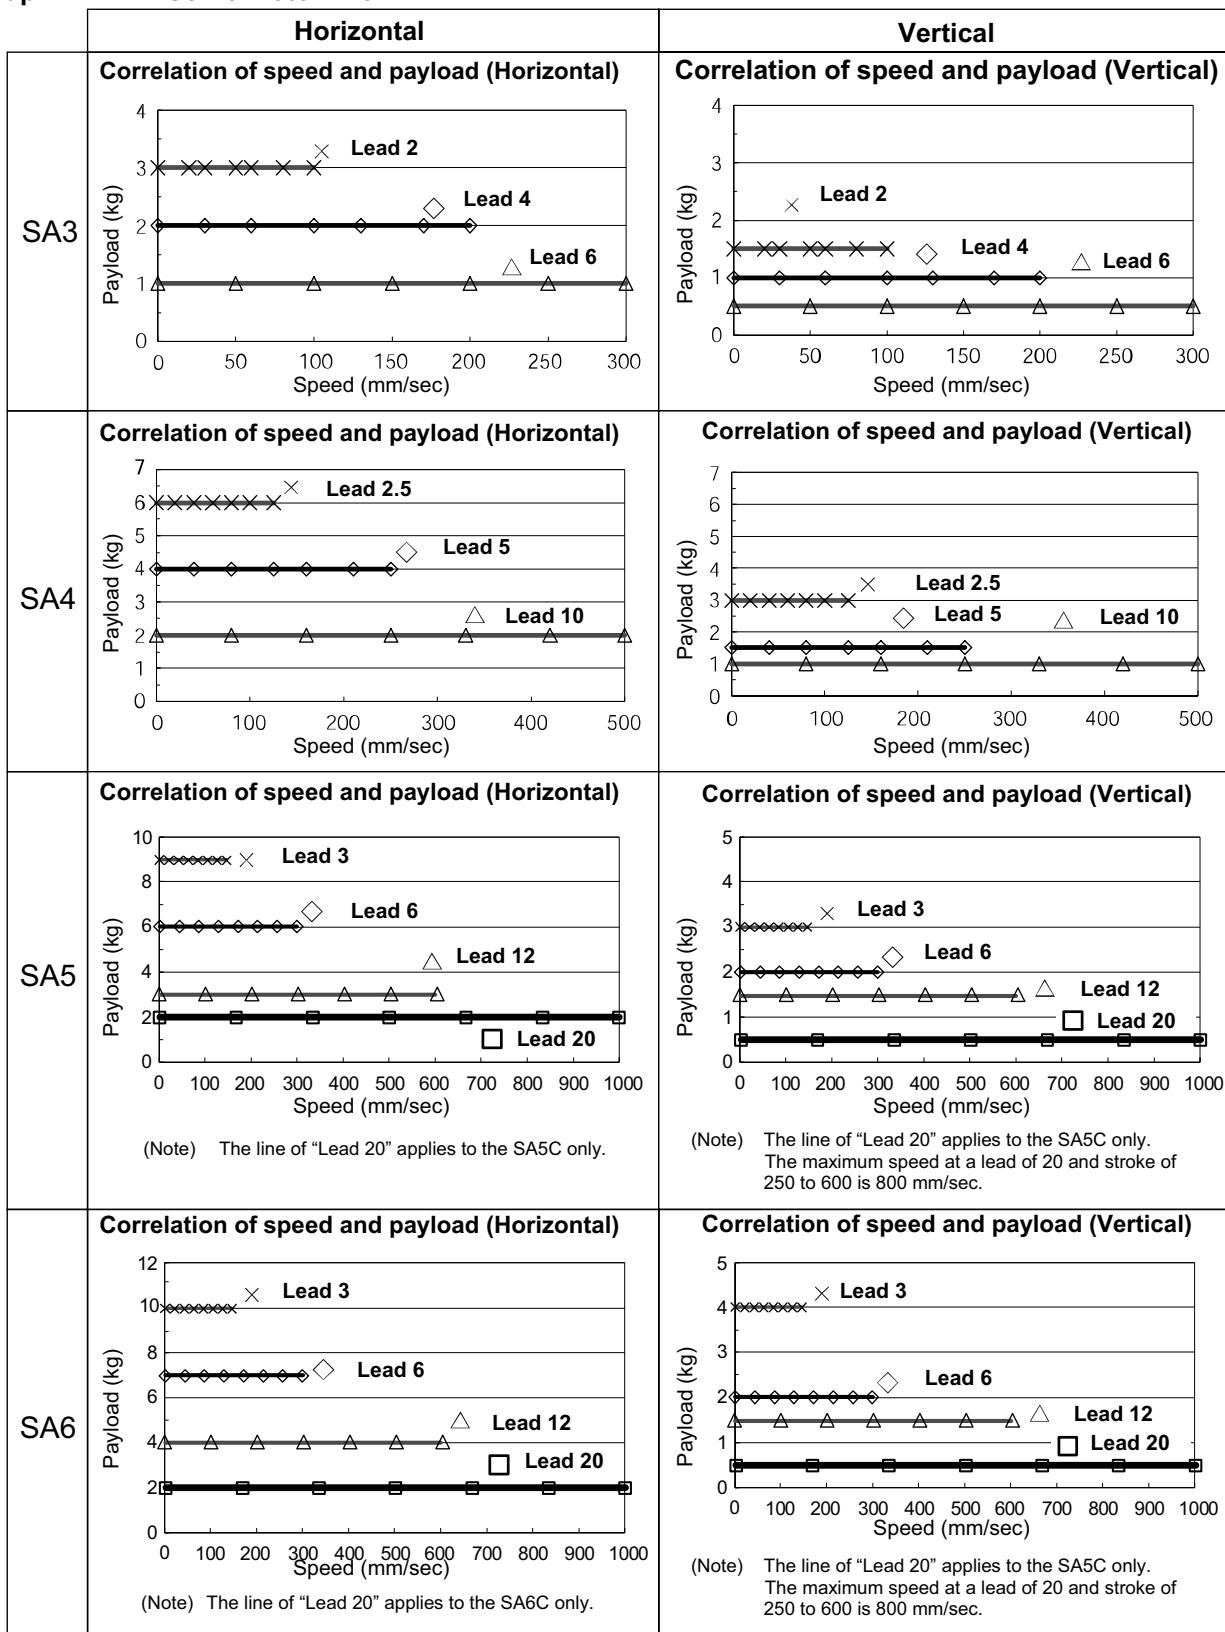 Horizontal
Vertical
SA3
Correlation of speed and payload (Horizontal)
Payload (kg)
4
3
2
1
0
Lead 2
Lead 4
Lead 6
0 50 100 150 200 250 300
Speed (mm/sec)
Correlation of speed and payload (Vertical)
Payload (kg)
4
3
2
1
0
Lead 2
Lead 4
Lead 6
0 50 100 150 200 250 300
Speed (mm/sec)
SA4
Correlation of speed and payload (Horizontal)
Payload (kg)
7
6
5
4
3
2
1
0
Lead 2.5
Lead 5
Lead 10
0 100 200 300 400 500
Speed (mm/sec)
Correlation of speed and payload (Vertical)
Payload (kg)
7
6
5
4
3
2
1
0
Lead 2.5
Lead 5
Lead 10
0 100 200 300 400 500
Speed (mm/sec)
SA5
Correlation of speed and payload (Horizontal)
Payload (kg)
10
8
6
4
2
0
Lead 3
Lead 6
Lead 12
Lead 20
0 100 200 300 400 500 600 700 800 900 1000
Speed (mm/sec)
(Note) The line of “Lead 20” applies to the SA5C only.
Correlation of speed and payload (Vertical)
Payload (kg)
5
4
3
2
1
0
Lead 3
Lead 6
Lead 12
Lead 20
0 100 200 300 400 500 600 700 800 900 1000
Speed (mm/sec)
(Note) The line of “Lead 20” applies to the SA5C only.
The maximum speed at a lead of 20 and stroke of
250 to 600 is 800 mm/sec.
SA6
Correlation of speed and payload (Horizontal)
Payload (kg)
12
10
8
6
4
2
0
Lead 3
Lead 6
Lead 12
Lead 20
0 100 200 300 400 500 600 700 800 900 1000
Speed (mm/sec)
(Note) The line of “Lead 20” applies to the SA6C only.
Correlation of speed and payload (Vertical)
Payload (kg)
5
4
3
2
1
0
Lead 3
Lead 6
Lead 12
Lead 20
0 100 200 300 400 500 600 700 800 900 1000
Speed (mm/sec)
(Note) The line of “Lead 20” applies to the SA5C only.
The maximum speed at a lead of 20 and stroke of
250 to 600 is 800 mm/sec.